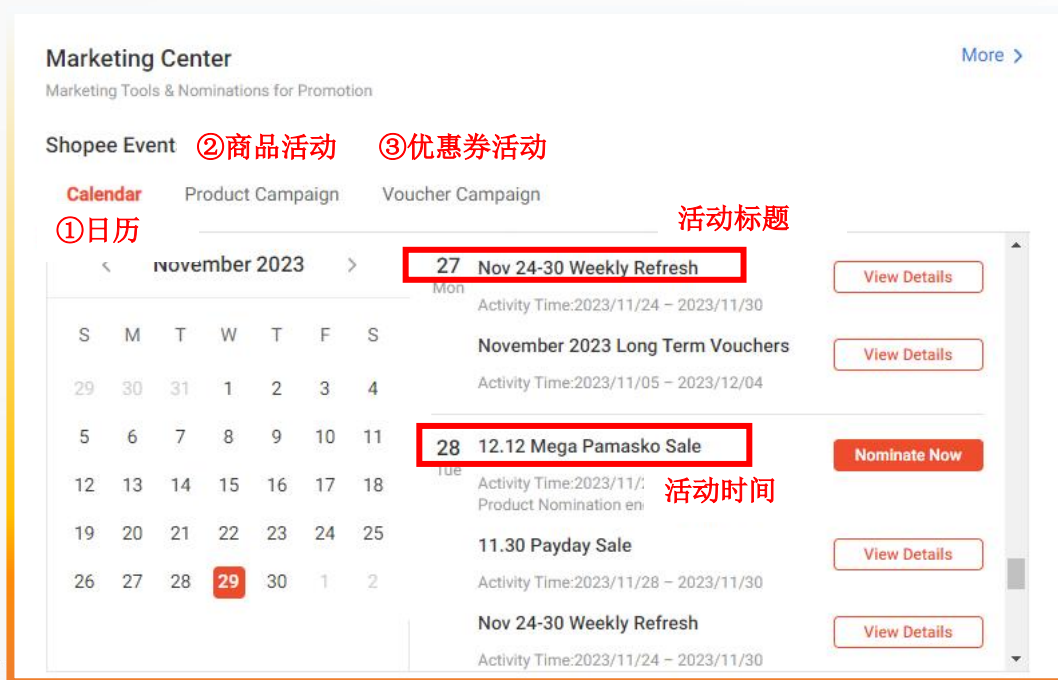 Marketing Center
More >
Marketing Tools & Nominations for Promotion
Shopee Event ②商品活动 ③优惠券活动
Calendar Product Campaign Voucher Campaign
①日历
活动标题
< November 2023 >
S M T W T F S
29 30 31 1 2 3 4
5 6 7 8 9 10 11
12 13 14 15 16 17 18
19 20 21 22 23 24 25
26 27 28 29 30 1 2
27 Nov 24-30 Weekly Refresh
Mon
View Details
Activity Time:2023/11/24 – 2023/11/30
November 2023 Long Term Vouchers
View Details
Activity Time:2023/11/05 – 2023/12/04
28 12.12 Mega Pamasko Sale
Tue
Nominate Now
Activity Time:2023/11/
活动时间
Product Nomination
11.30 Payday Sale
View Details
Activity Time:2023/11/28 – 2023/11/30
Nov 24-30 Weekly Refresh
View Details
Activity Time:2023/11/24 – 2023/11/30